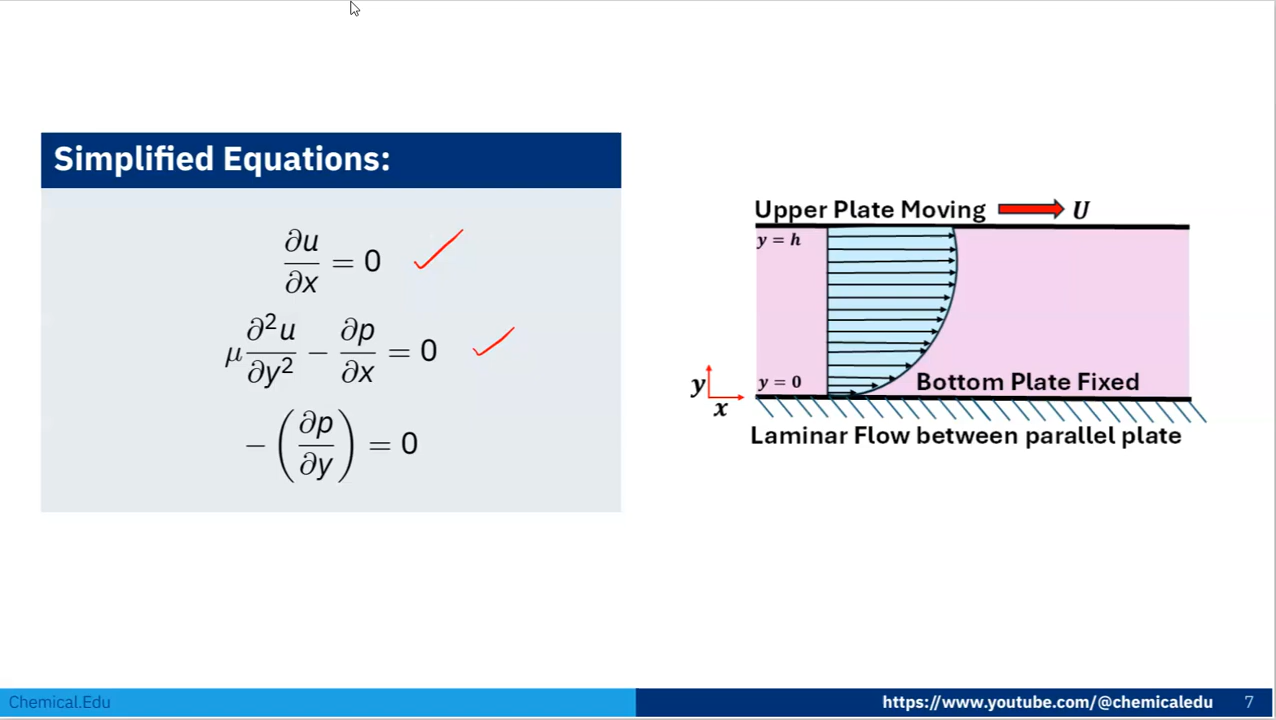 Simplified Equations:
∂u/∂x = 0
μ ∂²u/∂y² − ∂p/∂x = 0
−(∂p/∂y) = 0
Upper Plate Moving U
y = h
y = 0
Bottom Plate Fixed
y
x
Laminar Flow between parallel plate
Chemical.Edu
https://www.youtube.com/@chemicaledu 7